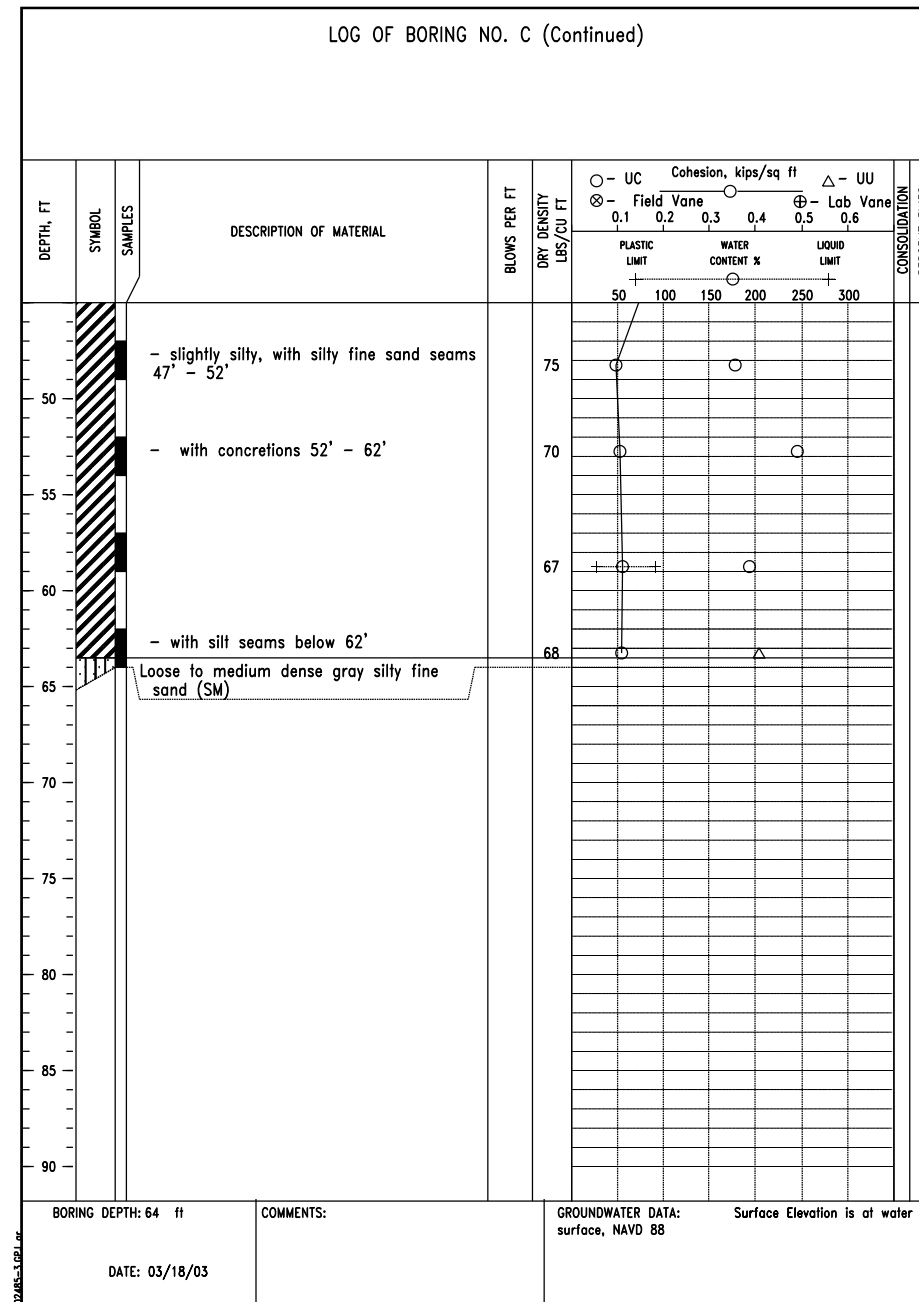 LOG OF BORING NO. C (Continued)
DEPTH, FT
SYMBOL
SAMPLES
DESCRIPTION OF MATERIAL
BLOWS PER FT
DRY DENSITY
LBS/CU FT
Cohesion, kips/sq ft
- UC
- UU
- Field Vane
- Lab Vane
0.1 0.2 0.3 0.4 0.5 0.6
PLASTIC LIMIT
WATER CONTENT %
LIQUID LIMIT
50 100 150 200 250 300
CONSOLIDATION
- slightly silty, with silty fine sand seams
47' - 52'
75
50
- with concretions 52' - 62'
70
55
67
60
- with silt seams below 62'
68
Loose to medium dense gray silty fine
sand (SM)
65
70
75
80
85
90
BORING DEPTH: 64 ft
COMMENTS:
GROUNDWATER DATA: Surface Elevation is at water
surface, NAVD 88
DATE: 03/18/03